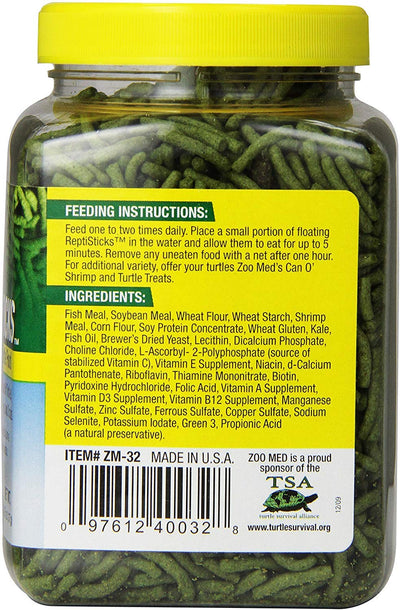 FEEDING INSTRUCTIONS:
Feed one to two times daily. Place a small portion of floating
ReptiSticks™ in the water and allow them to eat for up to 5
minutes. Remove any uneaten food with a net after one hour.
For additional variety, offer your turtles Zoo Med's Can O'
Shrimp and Turtle Treats.
INGREDIENTS:
Fish Meal, Soybean Meal, Wheat Flour, Wheat Starch, Shrimp
Meal, Corn Flour, Soy Protein Concentrate, Wheat Gluten, Kale,
Fish Oil, Brewer's Dried Yeast, Lecithin, Dicalcium Phosphate,
Choline Chloride, L-Ascorbyl- 2-Polyphosphate (source of
stabilized Vitamin C), Vitamin E Supplement, Niacin, d-Calcium
Pantothenate, Riboflavin, Thiamine Mononitrate, Biotin,
Pyridoxine Hydrochloride, Folic Acid, Vitamin A Supplement,
Vitamin D3 Supplement, Vitamin B12 Supplement, Manganese
Sulfate, Zinc Sulfate, Ferrous Sulfate, Copper Sulfate, Sodium
Selenite, Potassium Iodate, Green 3, Propionic Acid
(a natural preservative).
ITEM# ZM-32 MADE IN U.S.A.
0 97612 40032 8
ZOO MED is a proud
sponsor of the
TSA
turtle survival alliance
www.turtlesurvival.org
12/09